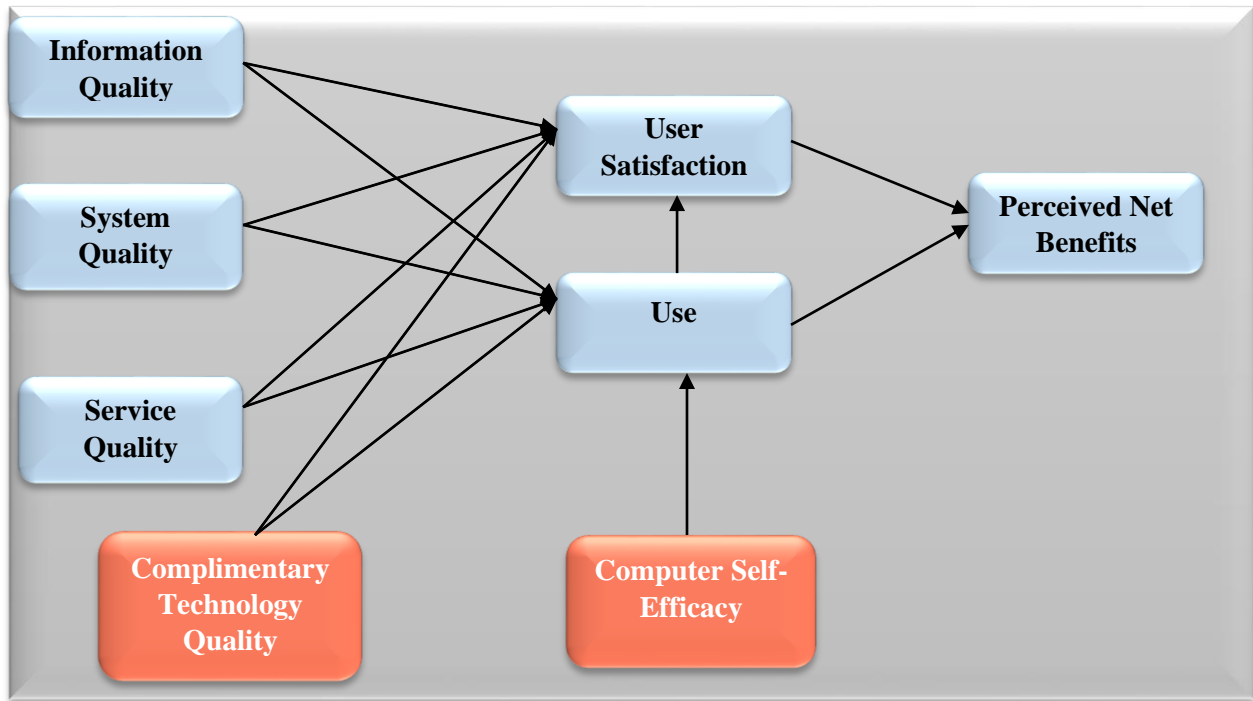 Information
Quality
User
Satisfaction
System
Quality
Perceived Net
Benefits
Use
Service
Quality
Complimentary
Technology
Quality
Computer Self-
Efficacy